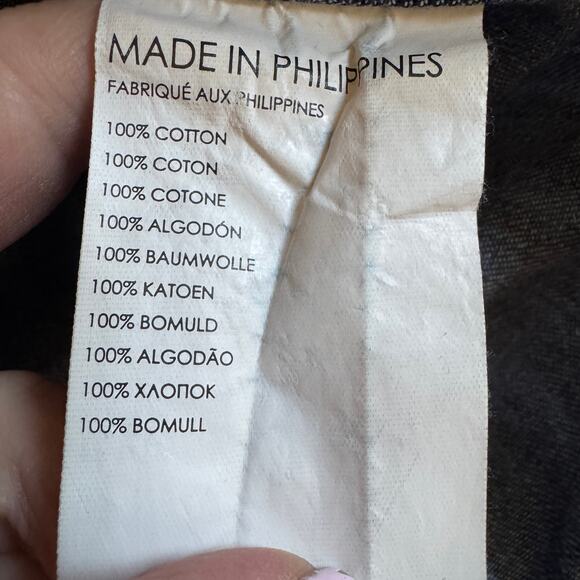 MADE IN PHILIPPINES
FABRIQUÉ AUX PHILIPPINES
100% COTTON
100% COTON
100% COTONE
100% ALGODÓN
100% BAUMWOLLE
100% KATOEN
100% BOMULD
100% ALGODÃO
100% ХЛОПОК
100% BOMULL